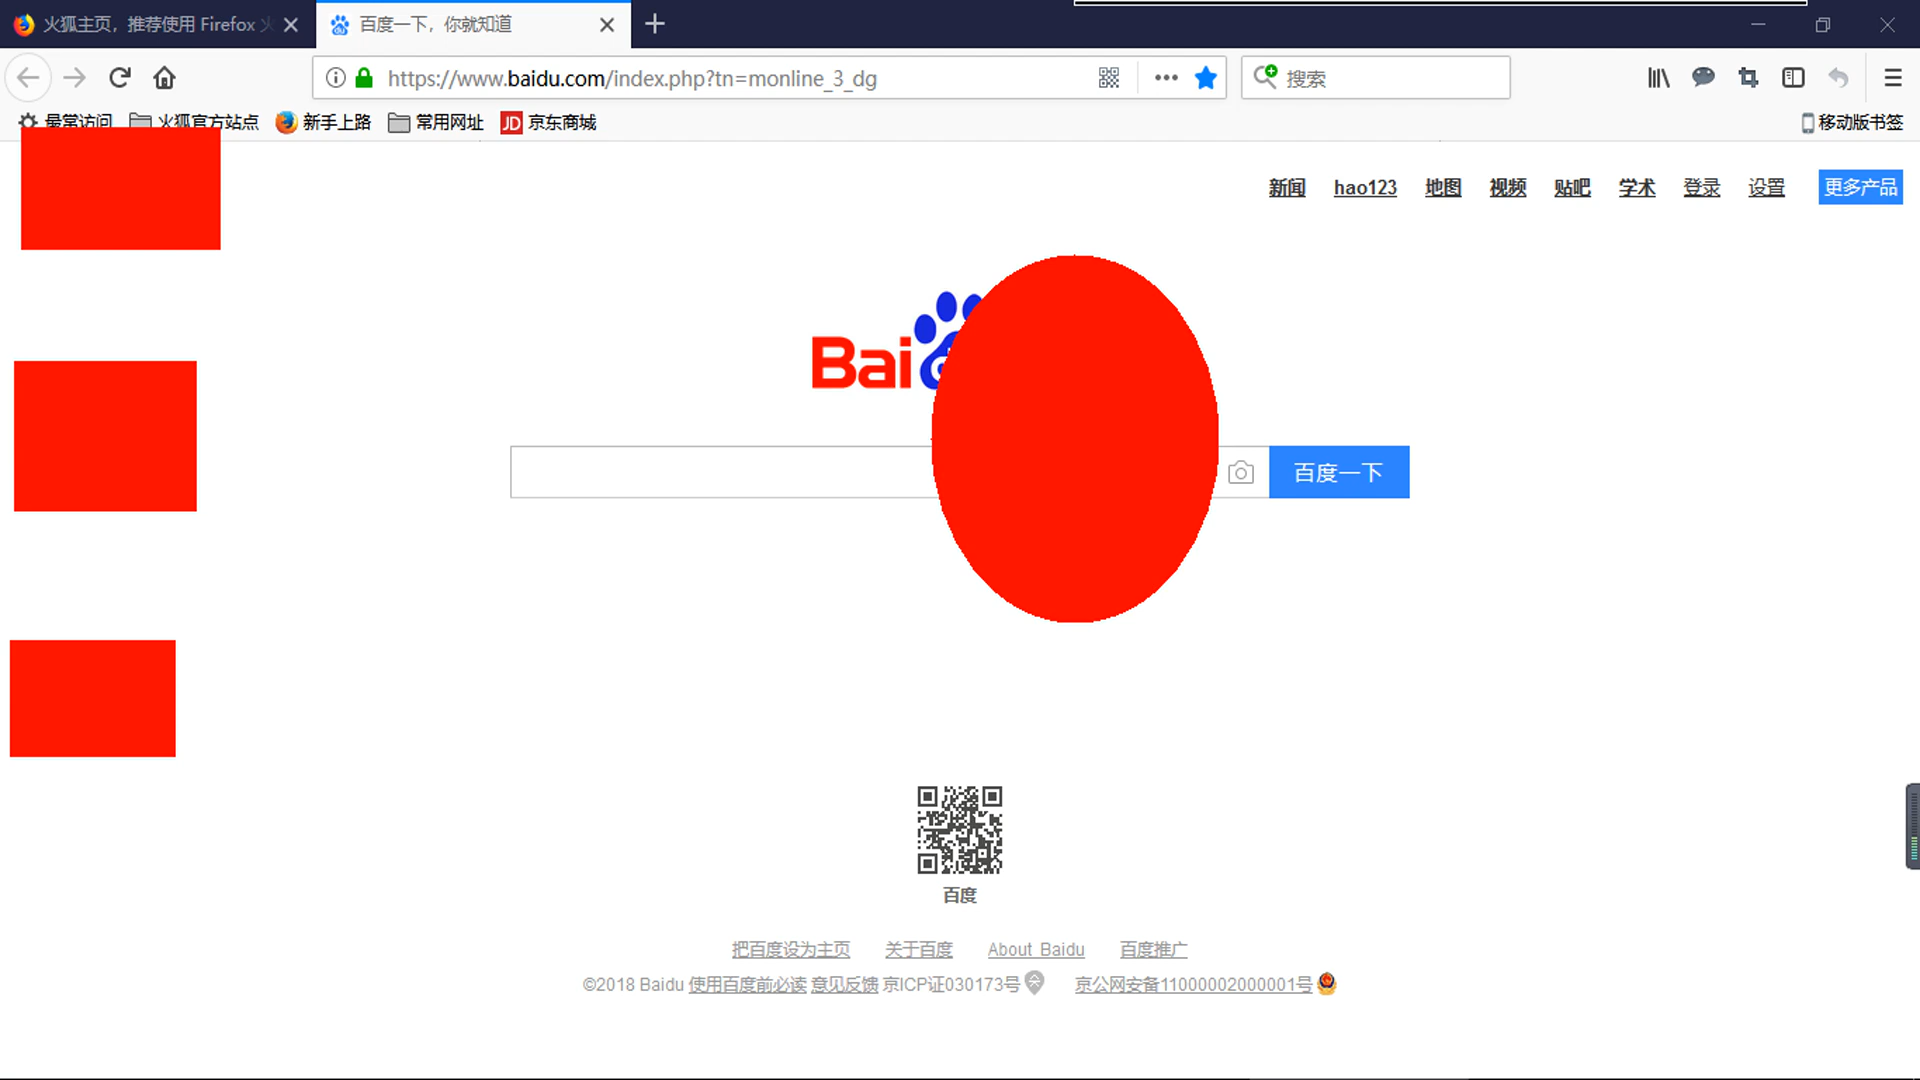 火狐主页，推荐使用 Firefox
百度一下，你就知道
https://www.baidu.com/index.php?tn=monline_3_dg
搜索
最常访问 火狐官方站点 新手上路 常用网址 JD 京东商城 移动版书签
新闻 hao123 地图 视频 贴吧 学术 登录 设置 更多产品
Bai
百度一下
百度
把百度设为主页 关于百度 About Baidu 百度推广
©2018 Baidu 使用百度前必读 意见反馈 京ICP证030173号 京公网安备11000002000001号